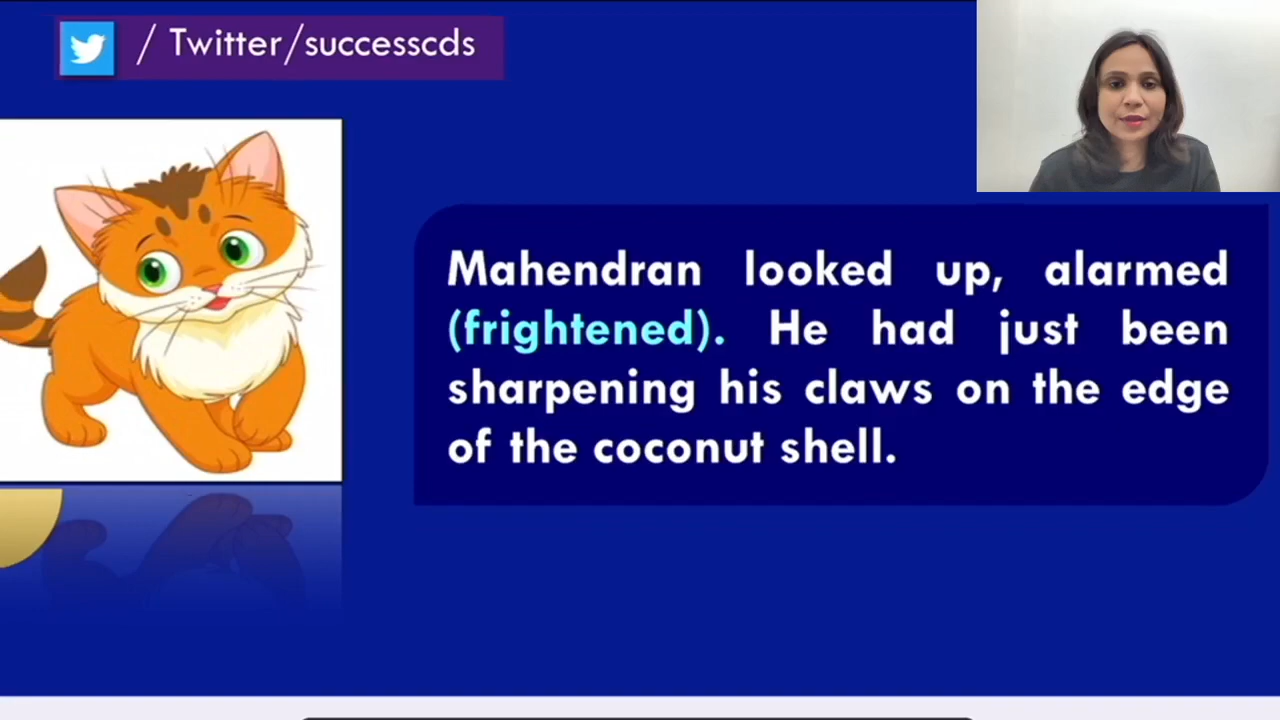 / Twitter/successcds
Mahendran looked up, alarmed
(frightened). He had just been
sharpening his claws on the edge
of the coconut shell.